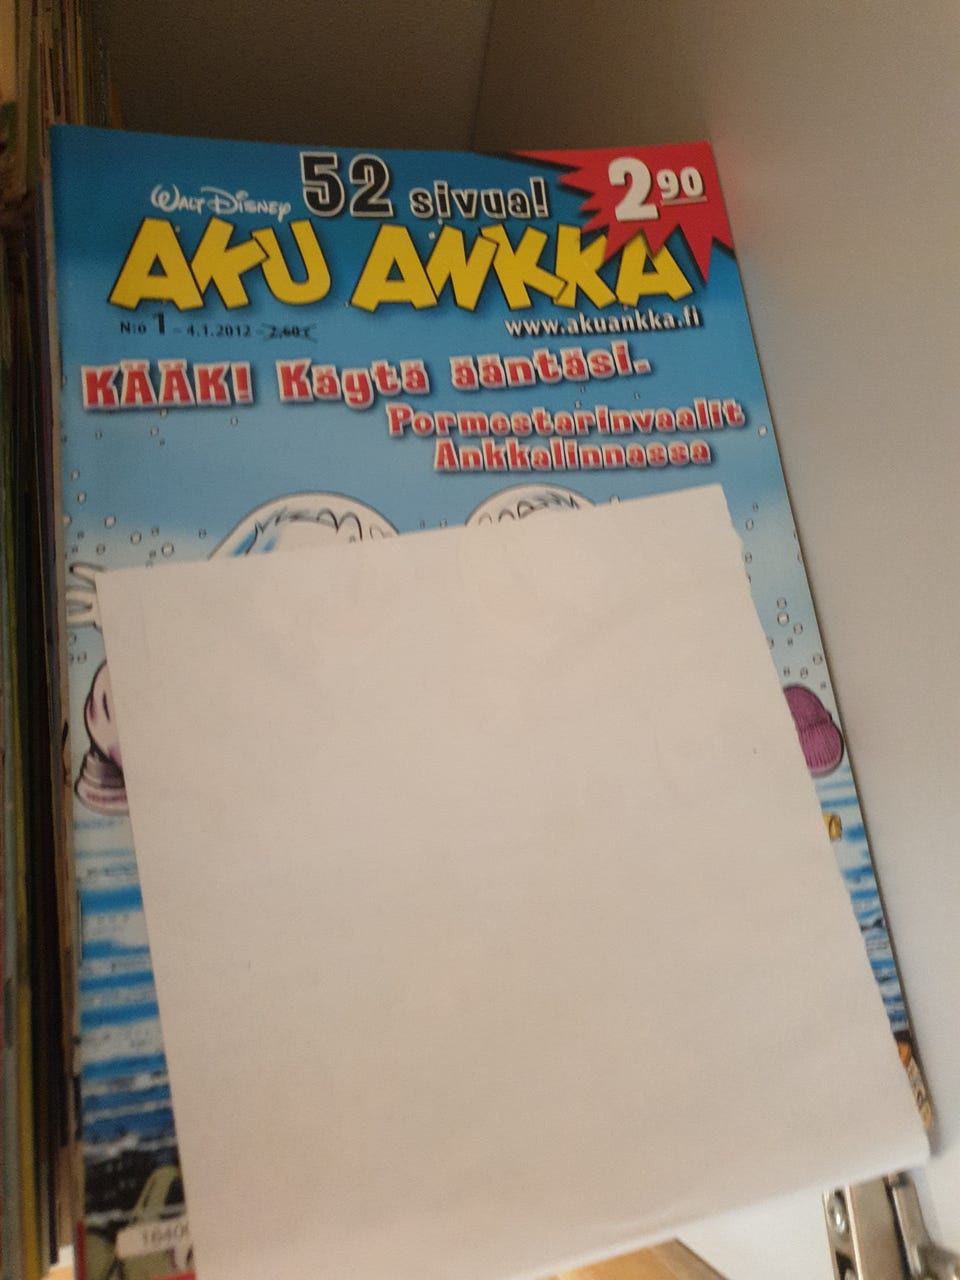 52 sivua!
2 90
WALT DISNEY
AKU ANKKA
N:o 1 - 4.1.2012 - 2,60 €
www.akuankka.fi
KÄÄK! Käytä ääntäsi.
Pormestarinvaalit
Ankkalinnassa